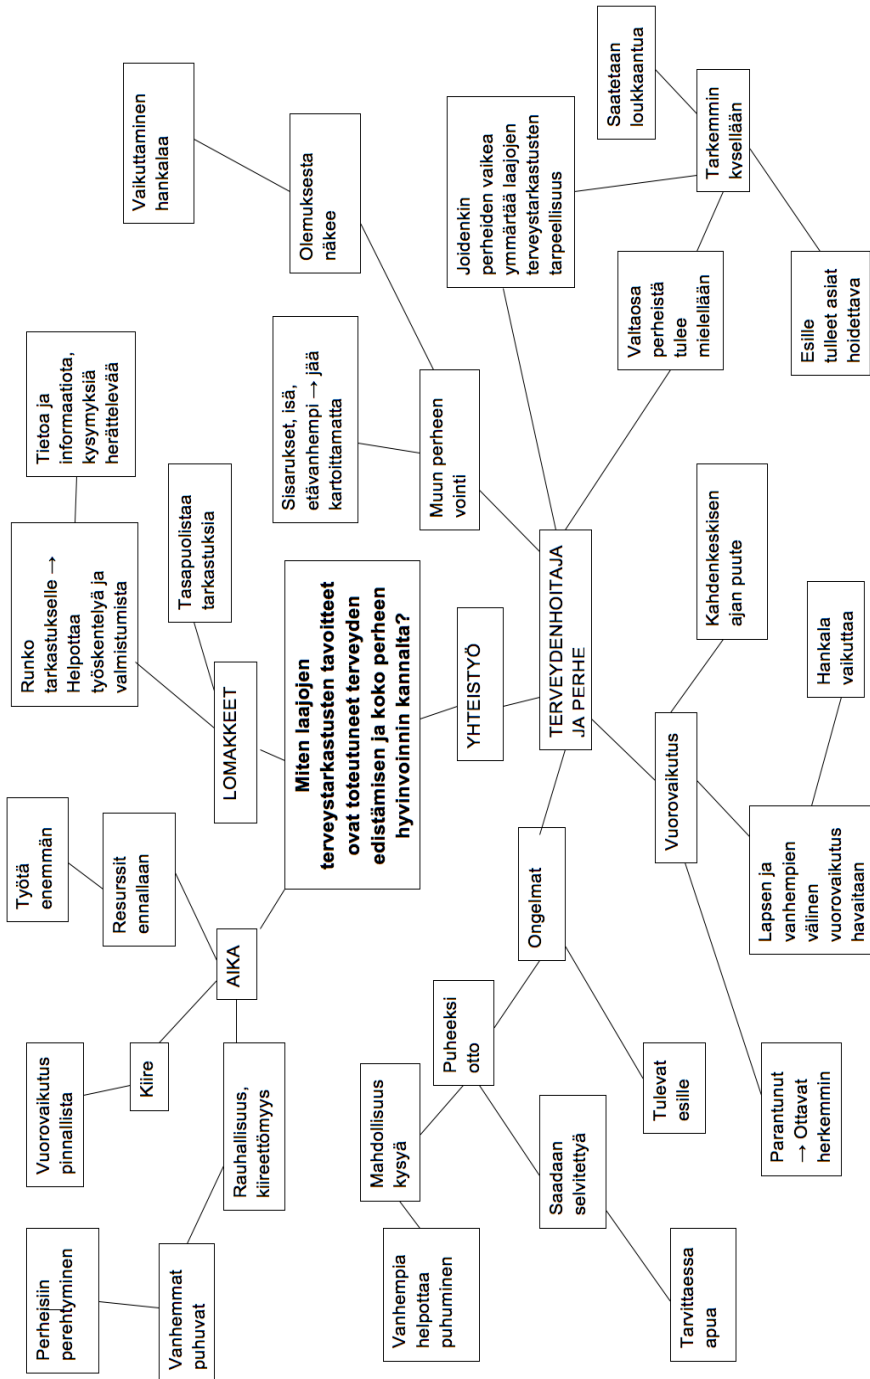 Perheisiin
perehtyminen
Vuorovaikutus
pinnallista
Työtä
enemmän
Runko
tarkastukselle →
Helpottaa
työskentelyä ja
valmistumista
Tietoa ja
informaatiota,
kysymyksiä
herättelevää
Vanhemmat
puhuvat
Kiire
Resurssit
ennallaan
Tasapuolistaa
tarkastuksia
Vaikuttaminen
hankalaa
Rauhallisuus,
kiireettömyys
AIKA
LOMAKKEET
Sisarukset, isä,
etävanhempi → jää
kartoittamatta
Olemuksesta
näkee
Miten laajojen
terveystarkastusten tavoitteet
ovat toteutuneet terveyden
edistämisen ja koko perheen
hyvinvoinnin kannalta?
Vanhempia
helpottaa
puhuminen
Mahdollisuus
kysyä
Puheeksi
otto
Ongelmat
YHTEISTYÖ
Muun perheen
vointi
Joidenkin
perheiden vaikea
ymmärtää laajojen
terveystarkastusten
tarpeellisuus
Saadaan
selvitettyä
TERVEYDENHOITAJA
JA PERHE
Saatetaan
loukkaantua
Tarvittaessa
apua
Tulevat
esille
Vuorovaikutus
Kahdenkeskisen
ajan puute
Valtaosa
perheistä
tulee
mielellään
Tarkemmin
kysellään
Parantunut
→ Ottavat
herkemmin
Lapsen ja
vanhempien
välinen
vuorovaikutus
havaitaan
Hankala
vaikuttaa
Esille
tulleet asiat
hoidettava